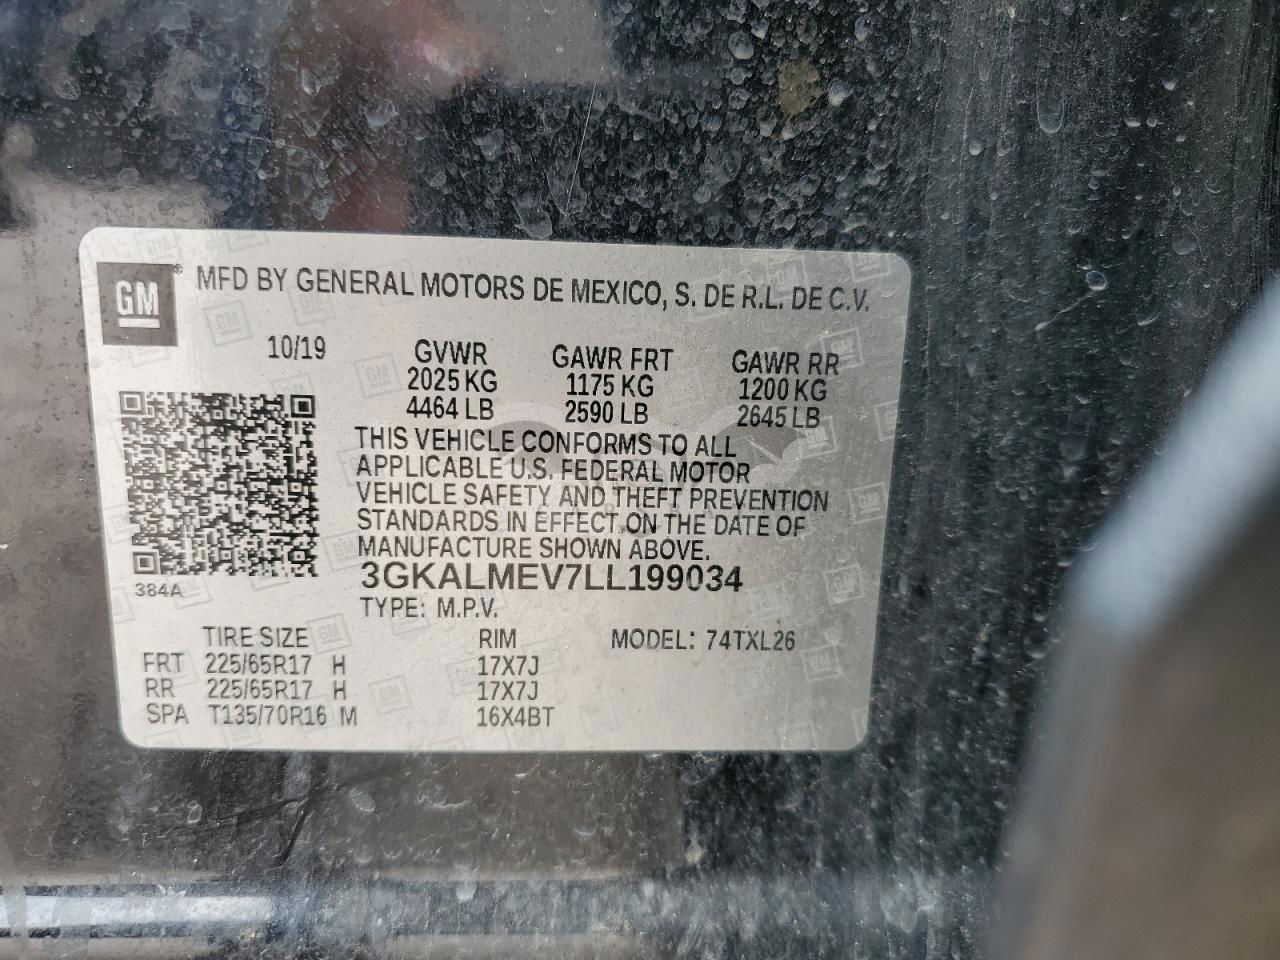 GM
MFD BY GENERAL MOTORS DE MEXICO, S. DE R.L. DE C.V.
10/19 GVWR GAWR FRT GAWR RR
2025 KG 1175 KG 1200 KG
4464 LB 2590 LB 2645 LB
THIS VEHICLE CONFORMS TO ALL
APPLICABLE U.S. FEDERAL MOTOR
VEHICLE SAFETY AND THEFT PREVENTION
STANDARDS IN EFFECT ON THE DATE OF
MANUFACTURE SHOWN ABOVE.
384A 3GKALMEV7LL199034
TYPE: M.P.V.
TIRE SIZE RIM MODEL: 74TXL26
FRT 225/65R17 H 17X7J
RR 225/65R17 H 17X7J
SPA T135/70R16 M 16X4BT